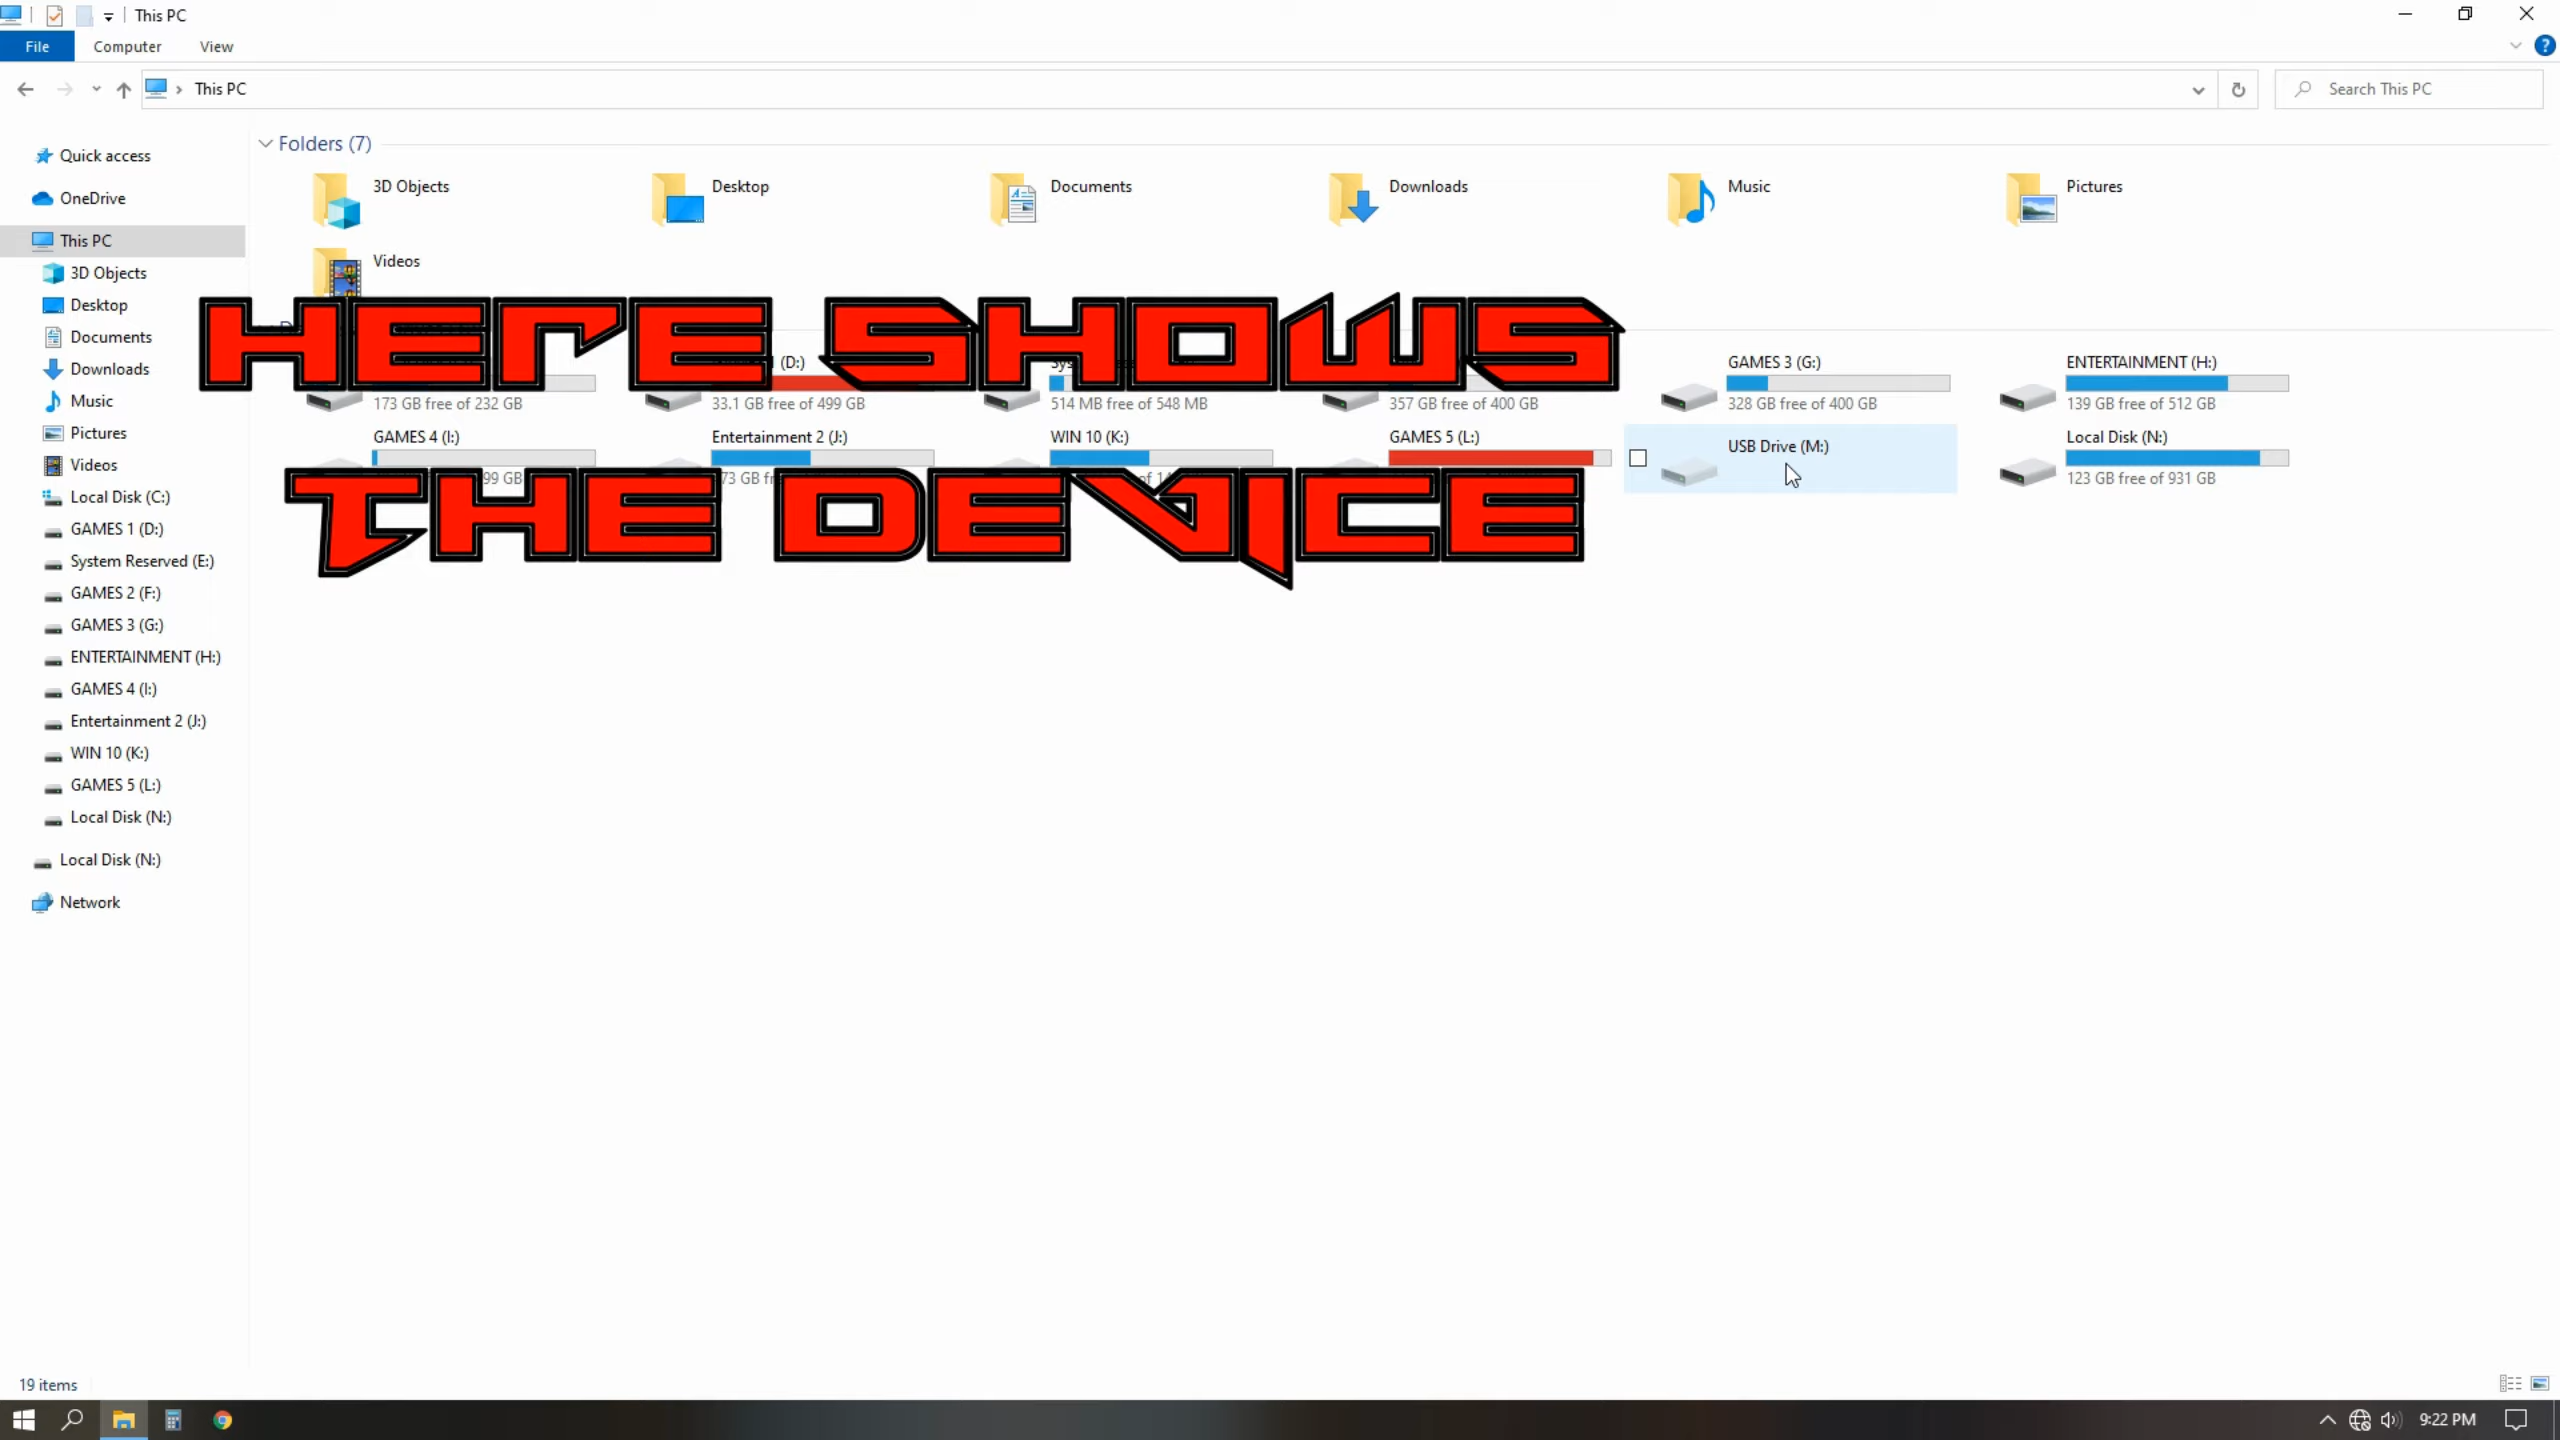 This PC
File Computer View
This PC
Search This PC
Folders (7)
3D Objects Desktop Documents Downloads Music Pictures
Videos
HERE SHOWS
THE DEVICE
(D:)
GAMES 3 (G:) ENTERTAINMENT (H:)
173 GB free of 232 GB 33.1 GB free of 499 GB 514 MB free of 548 MB 357 GB free of 400 GB 328 GB free of 400 GB 139 GB free of 512 GB
GAMES 4 (I:) Entertainment 2 (J:) WIN 10 (K:) GAMES 5 (L:) USB Drive (M:) Local Disk (N:)
123 GB free of 931 GB
Quick access
OneDrive
This PC
3D Objects
Desktop
Documents
Downloads
Music
Pictures
Videos
Local Disk (C:)
GAMES 1 (D:)
System Reserved (E:)
GAMES 2 (F:)
GAMES 3 (G:)
ENTERTAINMENT (H:)
GAMES 4 (I:)
Entertainment 2 (J:)
WIN 10 (K:)
GAMES 5 (L:)
Local Disk (N:)
Local Disk (N:)
Network
19 items
9:22 PM